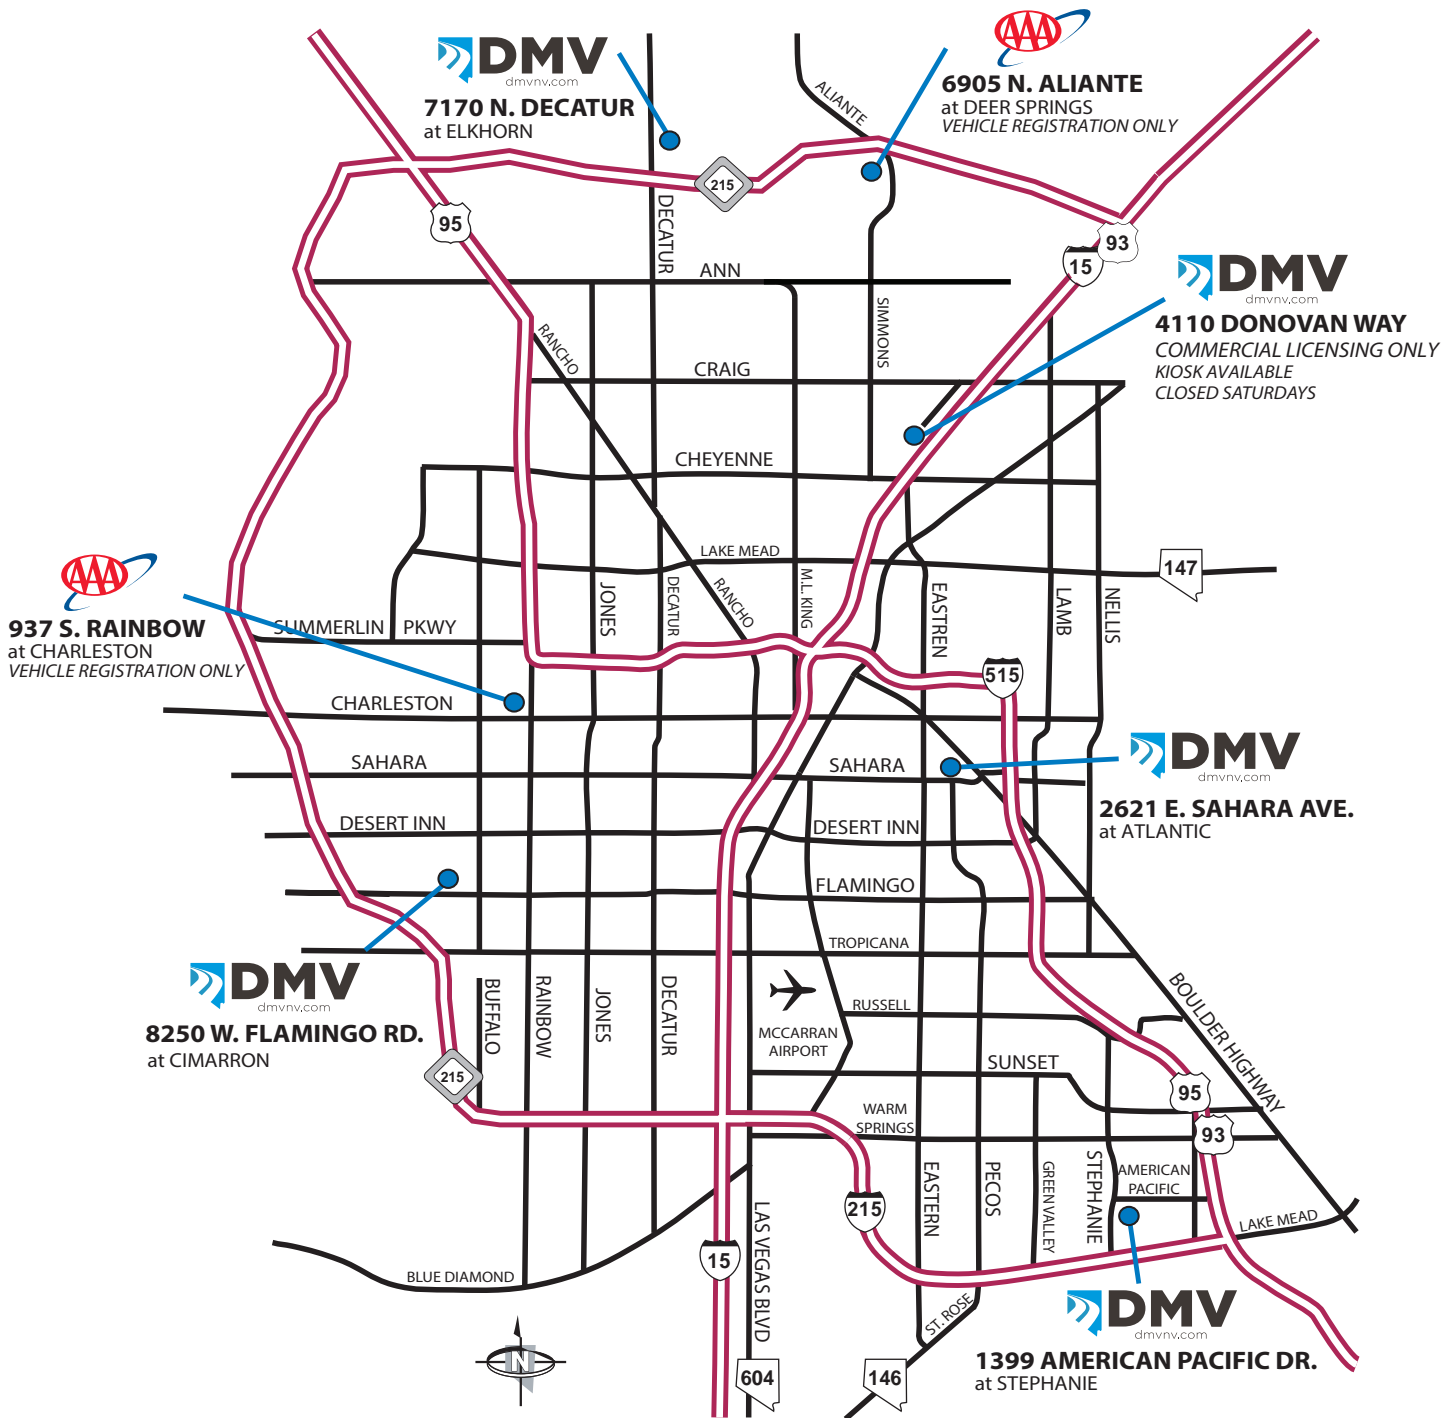 DMV
dmvnv.com
7170 N. DECATUR
at ELKHORN
AAA
6905 N. ALIANTE
at DEER SPRINGS
VEHICLE REGISTRATION ONLY
ALIANTE
215
95
DECATUR
93
15
ANN
DMV
dmvnv.com
4110 DONOVAN WAY
COMMERCIAL LICENSING ONLY
KIOSK AVAILABLE
CLOSED SATURDAYS
RANCHO
SIMMONS
CRAIG
CHEYENNE
LAKE MEAD
147
AAA
937 S. RAINBOW
at CHARLESTON
VEHICLE REGISTRATION ONLY
SUMMERLIN PKWY
JONES
DECATUR
RANCHO
M.L. KING
EASTREN
LAMB
NELLIS
515
CHARLESTON
SAHARA
SAHARA
DMV
dmvnv.com
2621 E. SAHARA AVE.
at ATLANTIC
DESERT INN
DESERT INN
FLAMINGO
TROPICANA
DMV
dmvnv.com
8250 W. FLAMINGO RD.
at CIMARRON
BUFFALO
RAINBOW
JONES
DECATUR
MCCARRAN
AIRPORT
RUSSELL
BOULDER HIGHWAY
SUNSET
215
95
WARM
SPRINGS
93
EASTERN
PECOS
GREEN VALLEY
STEPHANIE
AMERICAN
PACIFIC
215
LAKE MEAD
LAS VEGAS BLVD
15
BLUE DIAMOND
ST. ROSE
DMV
dmvnv.com
1399 AMERICAN PACIFIC DR.
at STEPHANIE
N
604
146